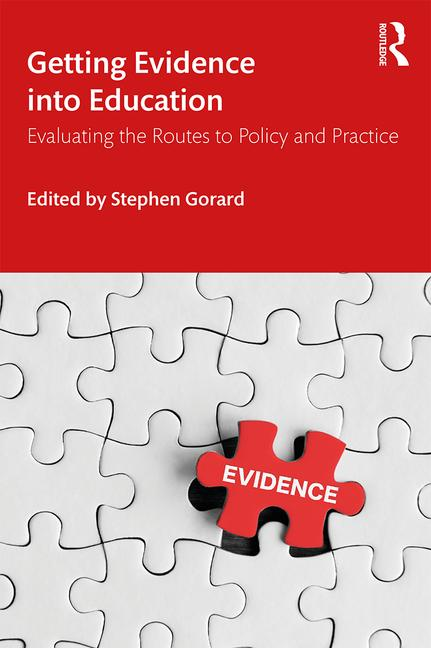 Getting Evidence
into Education
Evaluating the Routes to Policy and Practice
Edited by Stephen Gorard
ROUTLEDGE
EVIDENCE